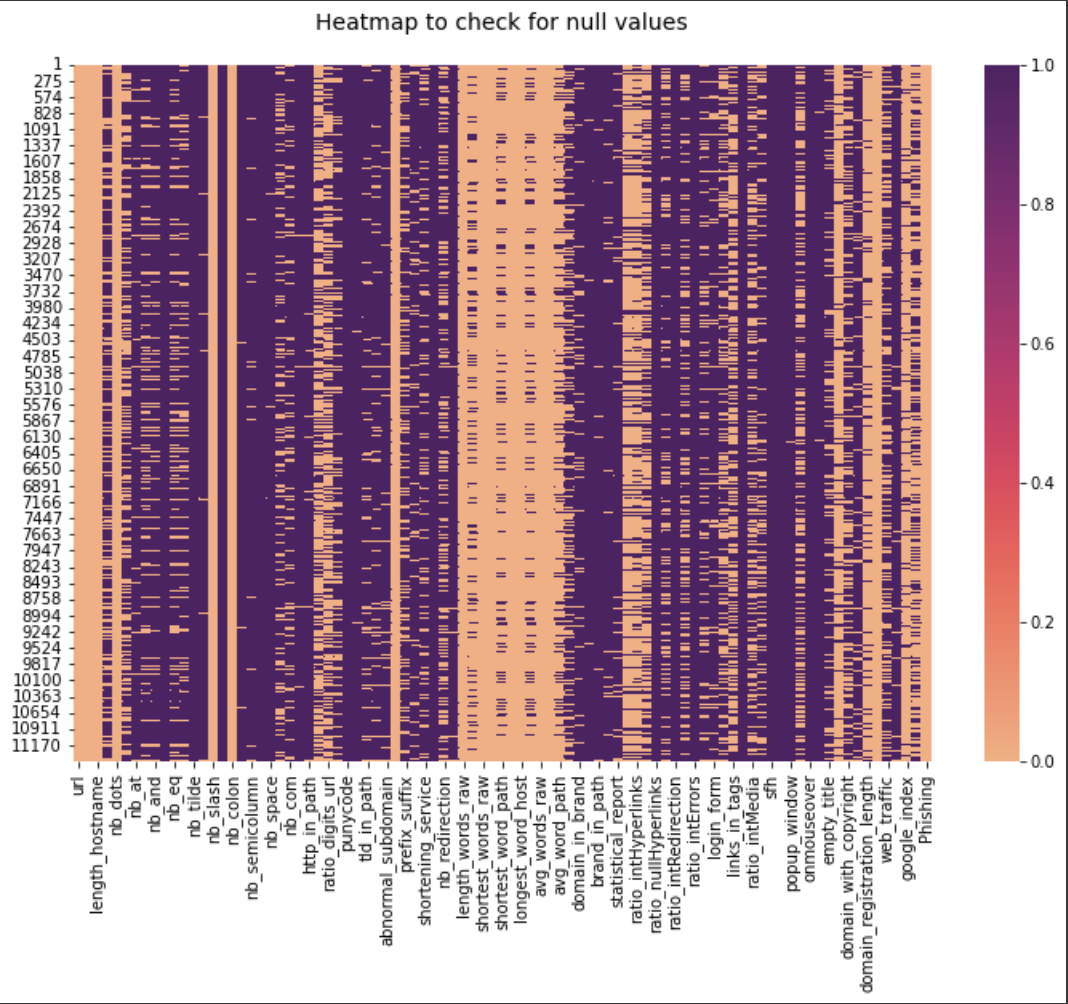 Heatmap to check for null values
1
275
574
828
1091
1337
1607
1858
2125
2392
2674
2928
3207
3470
3732
3980
4234
4503
4785
5038
5310
5576
5867
6130
6405
6650
6891
7166
7447
7663
7947
8243
8493
8758
8994
9242
9524
9817
10100
10363
10654
10911
11170
1.0
0.8
0.6
0.4
0.2
0.0
url
length_hostname
nb_dots
nb_at
nb_and
nb_eq
nb_tilde
nb_slash
nb_colon
nb_semicolumn
nb_space
nb_com
http_in_path
ratio_digits_url
punycode
tld_in_path
abnormal_subdomain
prefix_suffix
shortening_service
nb_redirection
length_words_raw
shortest_words_raw
shortest_word_path
longest_word_host
avg_words_raw
avg_word_path
domain_in_brand
brand_in_path
statistical_report
ratio_intHyperlinks
ratio_nullHyperlinks
ratio_intRedirection
ratio_intErrors
login_form
links_in_tags
ratio_intMedia
sfh
popup_window
onmouseover
empty_title
domain_with_copyright
domain_registration_length
web_traffic
google_index
Phishing